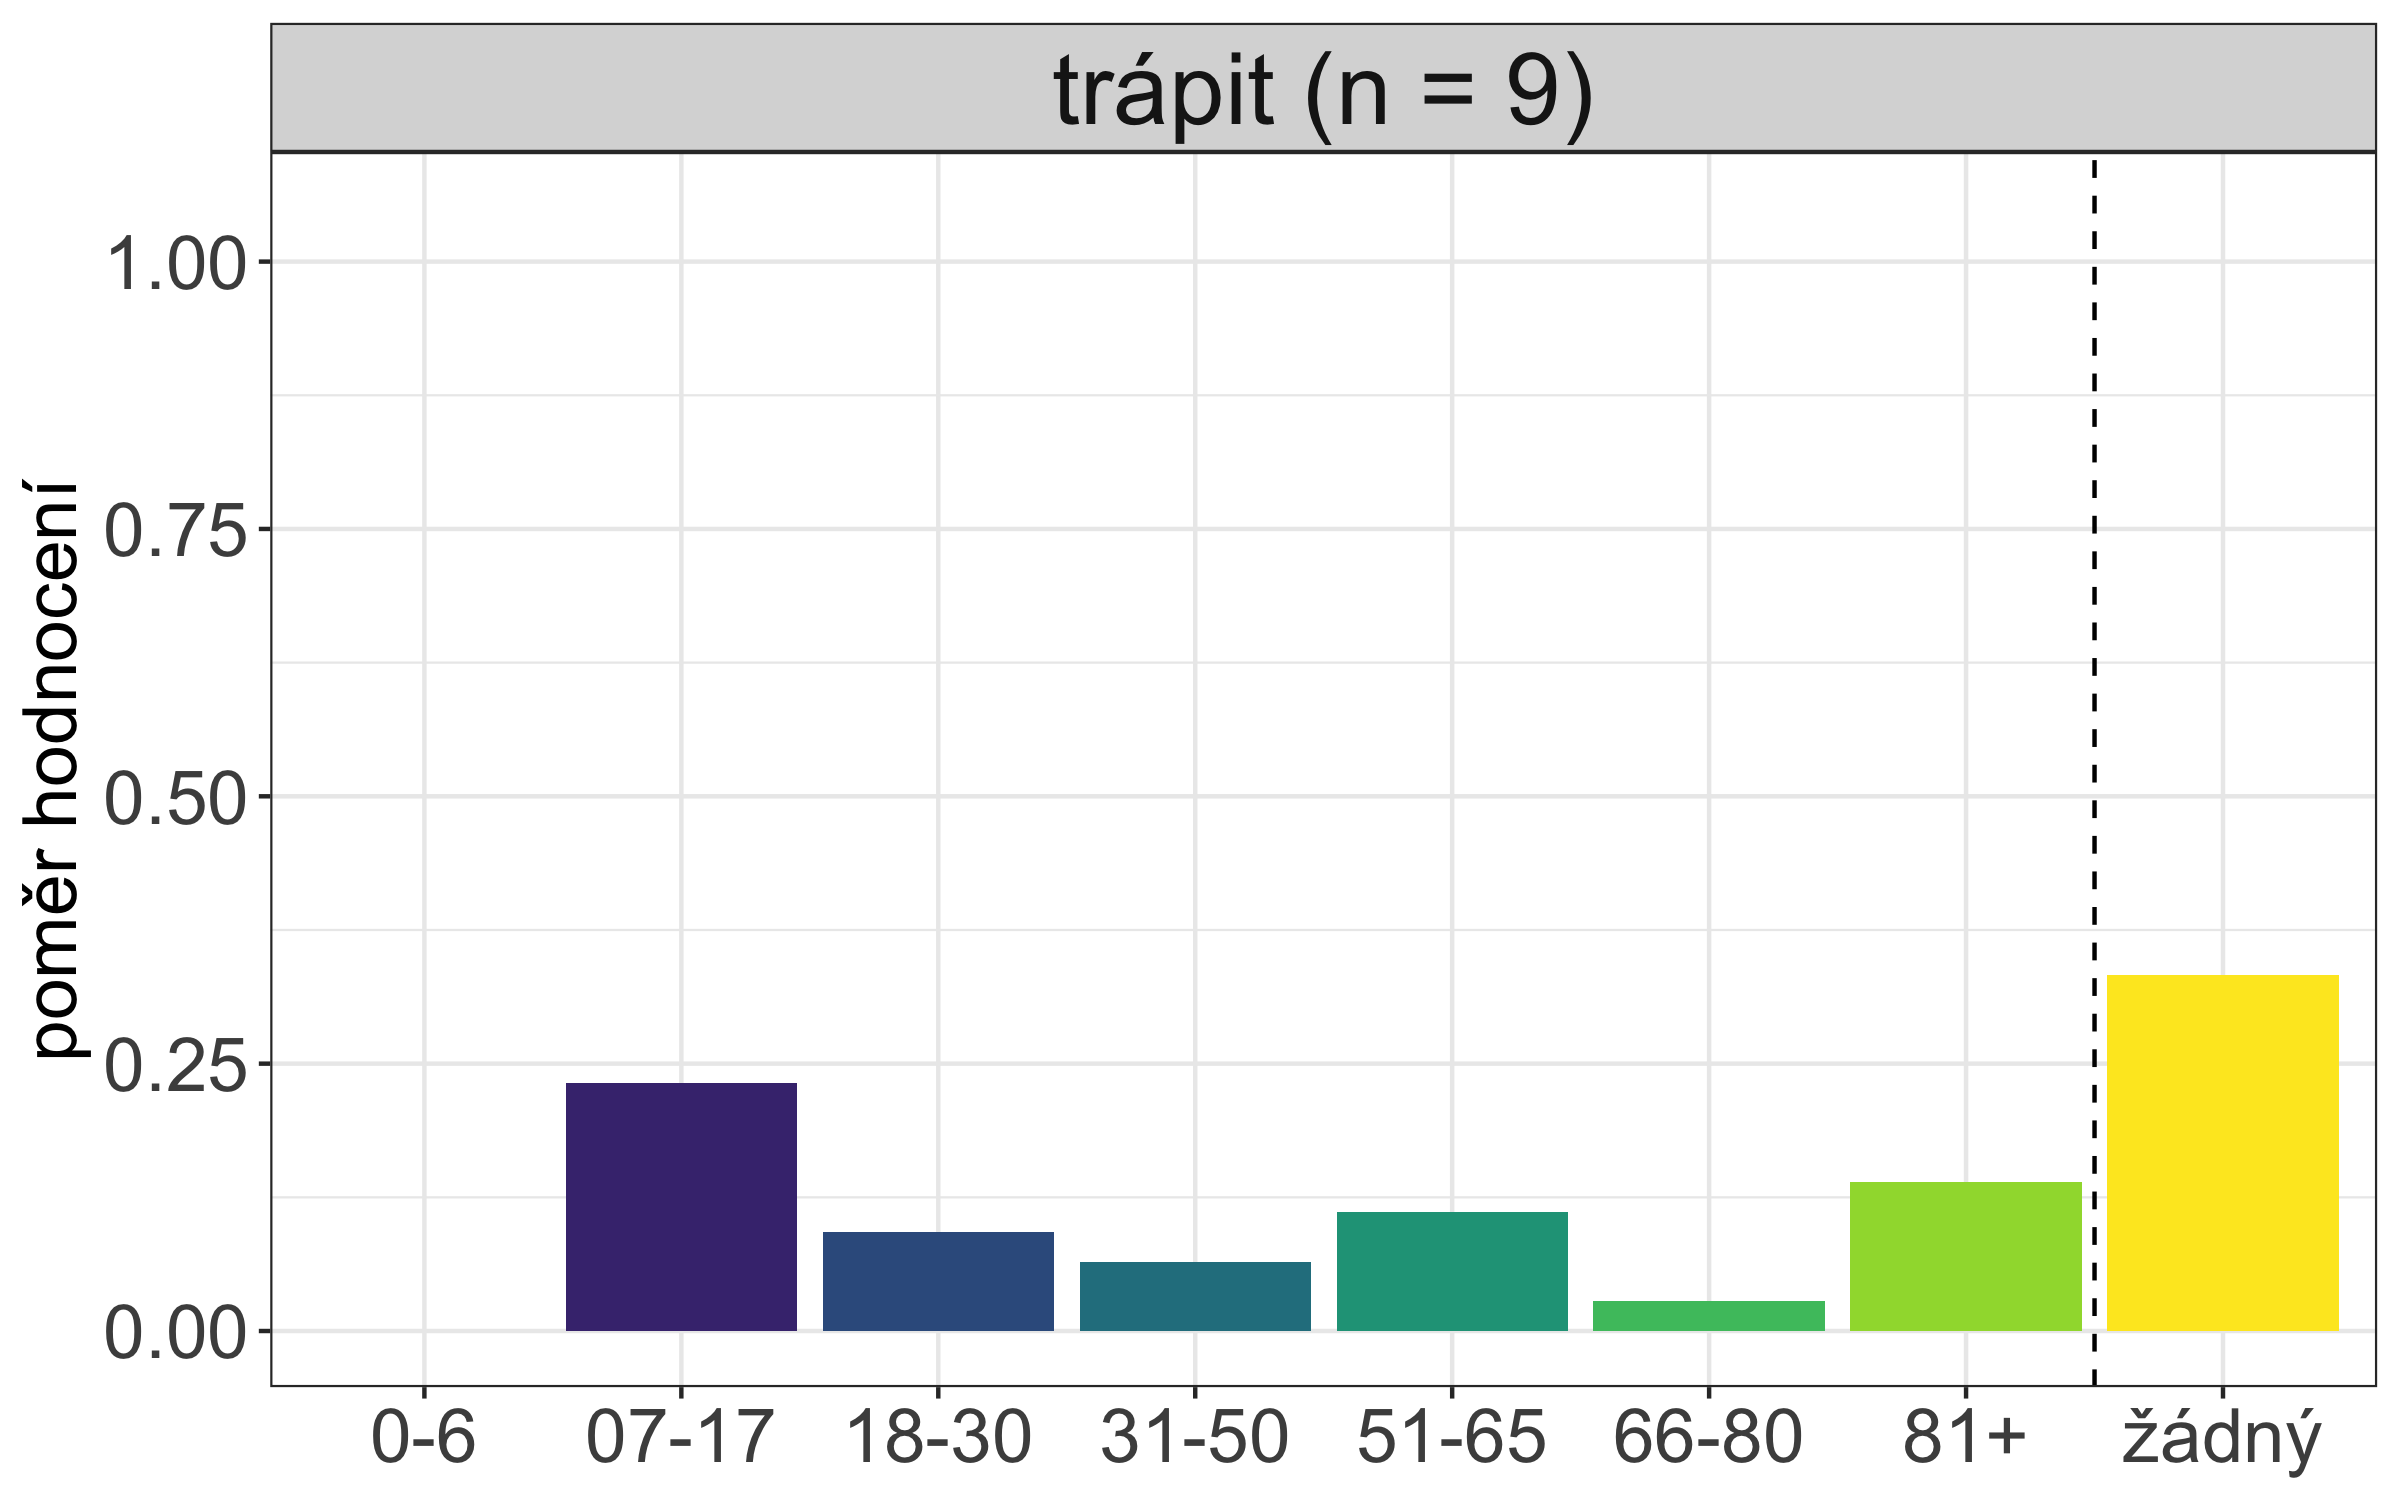 trápit (n = 9)
poměr hodnocení
1.00
0.75
0.50
0.25
0.00
0-6 07-17 18-30 31-50 51-65 66-80 81+ žádný